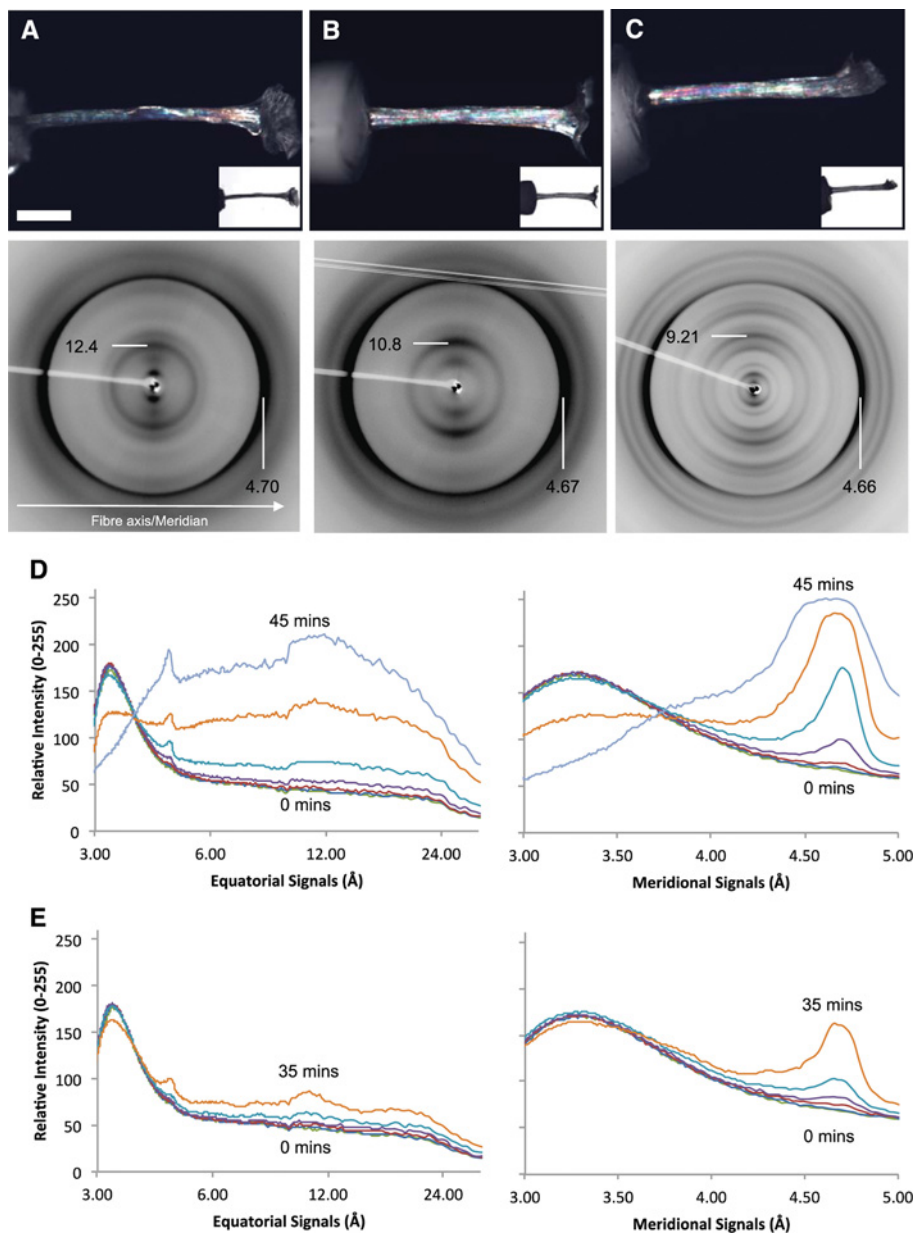 A
B
C
12.4
4.70
Fibre axis/Meridian
10.8
4.67
9.21
4.66
D
250
200
150
100
50
0
Relative Intensity (0-255)
45 mins
0 mins
3.00 6.00 12.00 24.00
Equatorial Signals (Å)
45 mins
0 mins
3.00 3.50 4.00 4.50 5.00
Meridional Signals (Å)
E
250
200
150
100
50
0
Relative Intensity (0-255)
35 mins
0 mins
3.00 6.00 12.00 24.00
Equatorial Signals (Å)
35 mins
0 mins
3.00 3.50 4.00 4.50 5.00
Meridional Signals (Å)